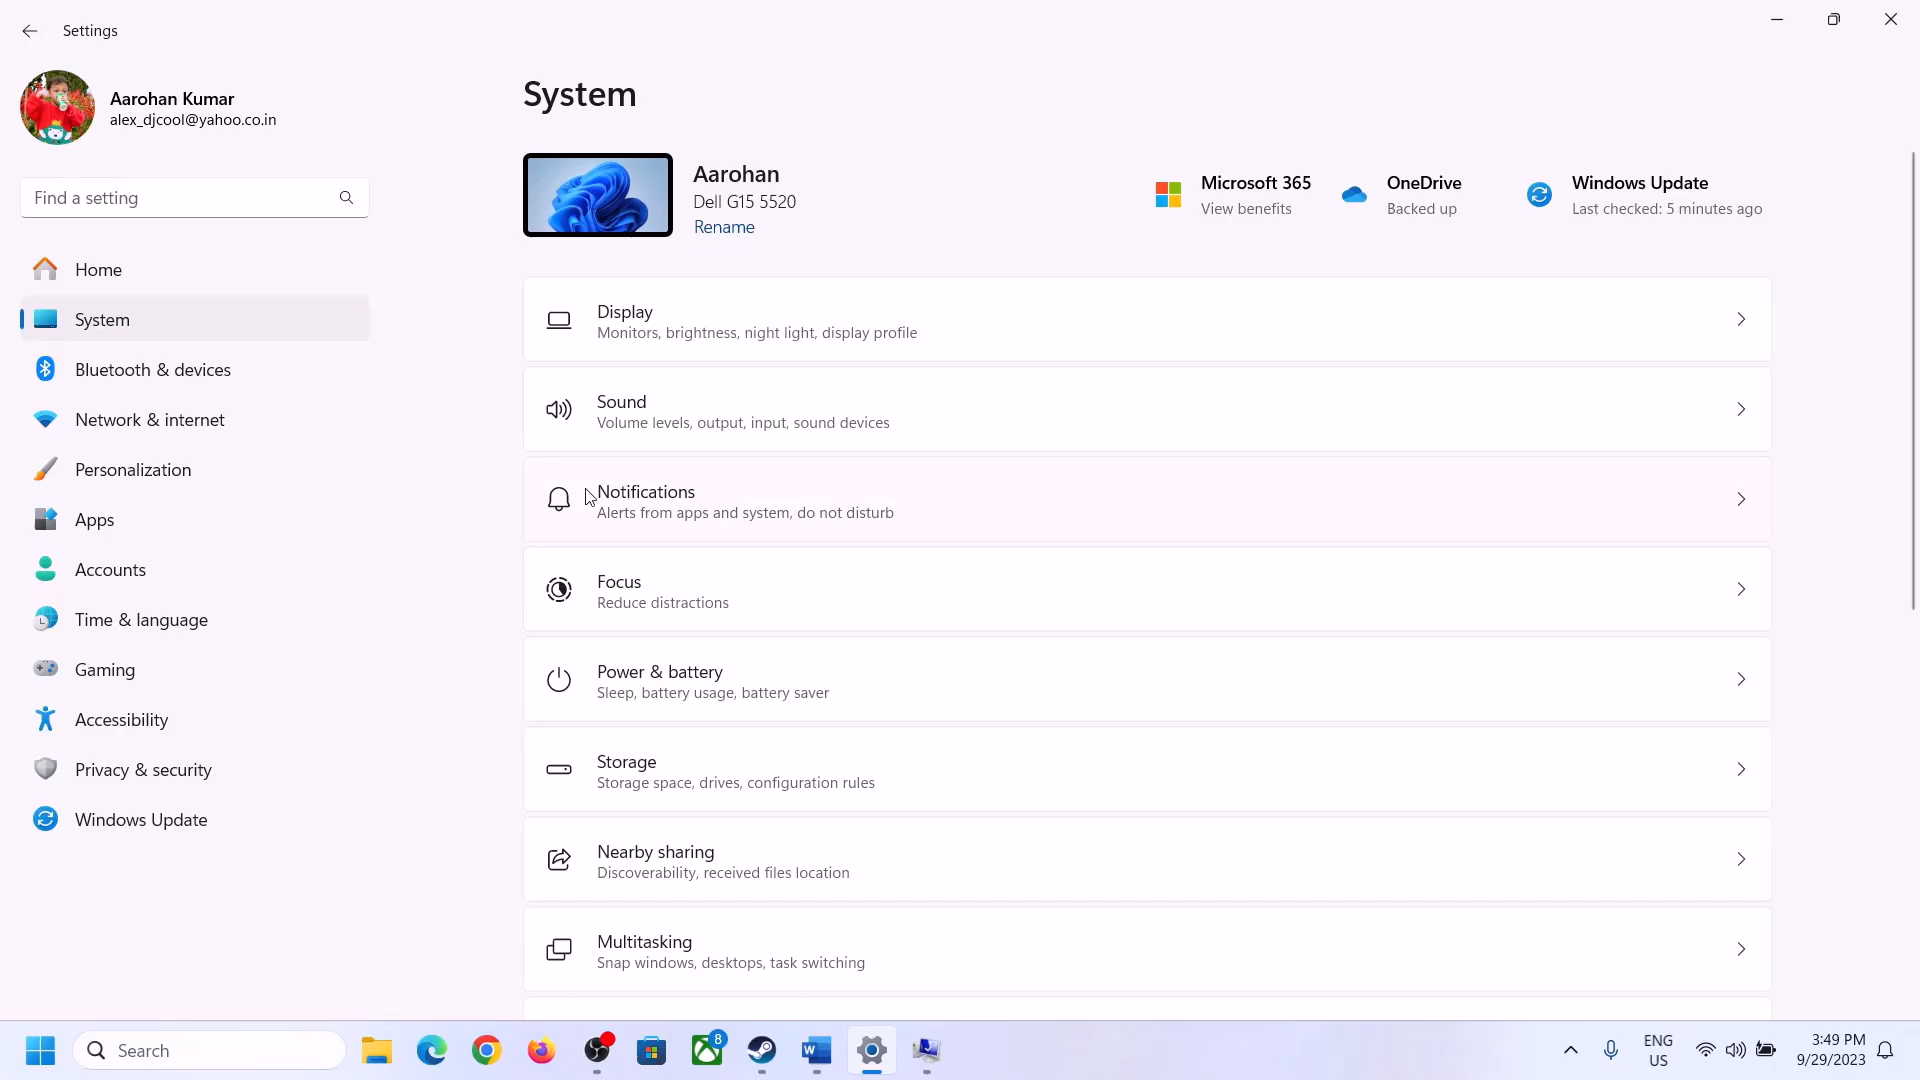 Settings
Aarohan Kumar
alex_djcool@yahoo.co.in
Find a setting
Home
System
Bluetooth & devices
Network & internet
Personalization
Apps
Accounts
Time & language
Gaming
Accessibility
Privacy & security
Windows Update
System
Aarohan
Dell G15 5520
Rename
Microsoft 365
View benefits
OneDrive
Backed up
Windows Update
Last checked: 5 minutes ago
Display
Monitors, brightness, night light, display profile
Sound
Volume levels, output, input, sound devices
Notifications
Alerts from apps and system, do not disturb
Focus
Reduce distractions
Power & battery
Sleep, battery usage, battery saver
Storage
Storage space, drives, configuration rules
Nearby sharing
Discoverability, received files location
Multitasking
Snap windows, desktops, task switching
Search
8
W
ENG
US
3:49 PM
9/29/2023